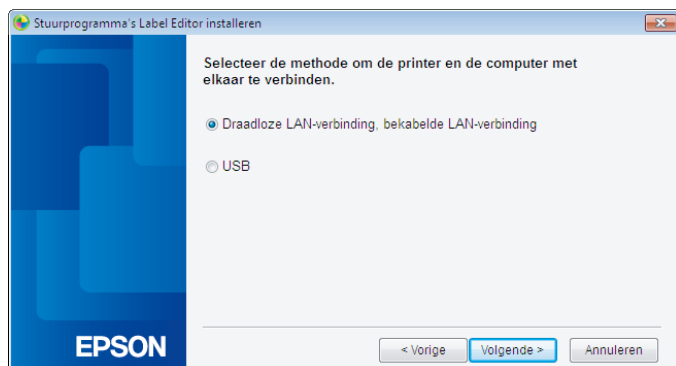 Stuurprogramma's Label Editor installeren
Selecteer de methode om de printer en de computer met
elkaar te verbinden.
Draadloze LAN-verbinding, bekabelde LAN-verbinding
USB
EPSON
< Vorige
Volgende >
Annuleren